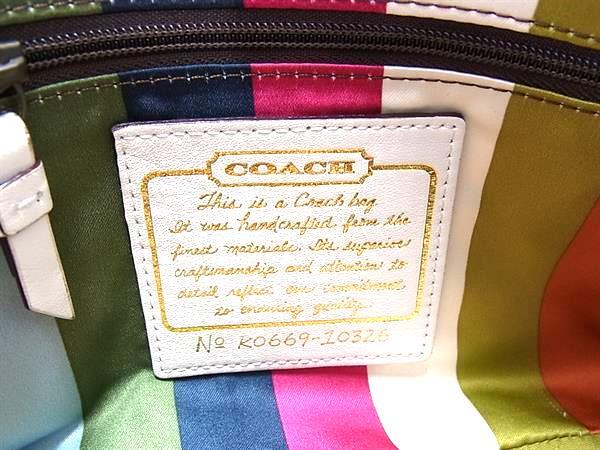 COACH
This is a Coach bag.
It was handcrafted from the
finest materials. Its superior
craftsmanship and attention to
detail reflect our commitment
to enduring quality.
No K0669-10326